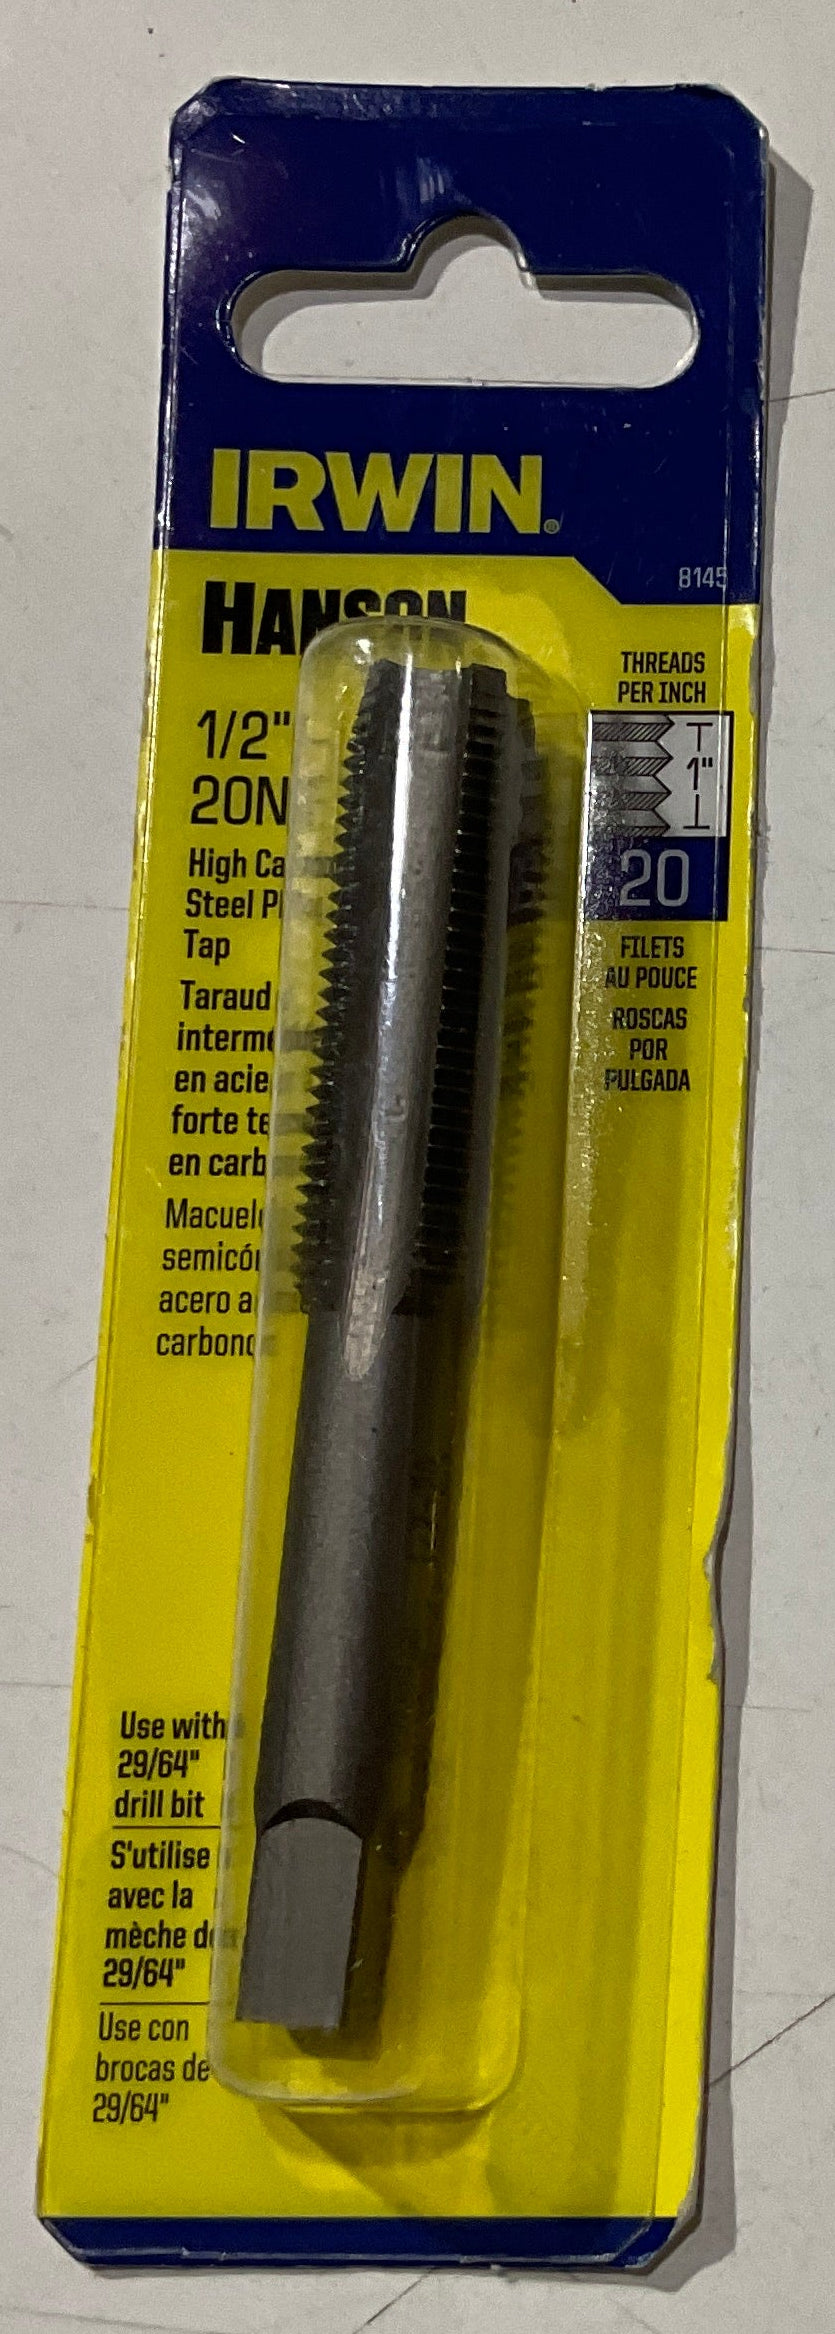 IRWIN®
8145
HANSON
1/2"
20N
High Ca
Steel Pl
Tap
Taraud
interme
en acie
forte te
en carb
Macuel
semicó
acero a
carbono
THREADS
PER INCH
1"
20
FILETS
AU POUCE
ROSCAS
POR
PULGADA
Use with
29/64"
drill bit
S'utilise
avec la
mèche de
29/64"
Use con
brocas de
29/64"